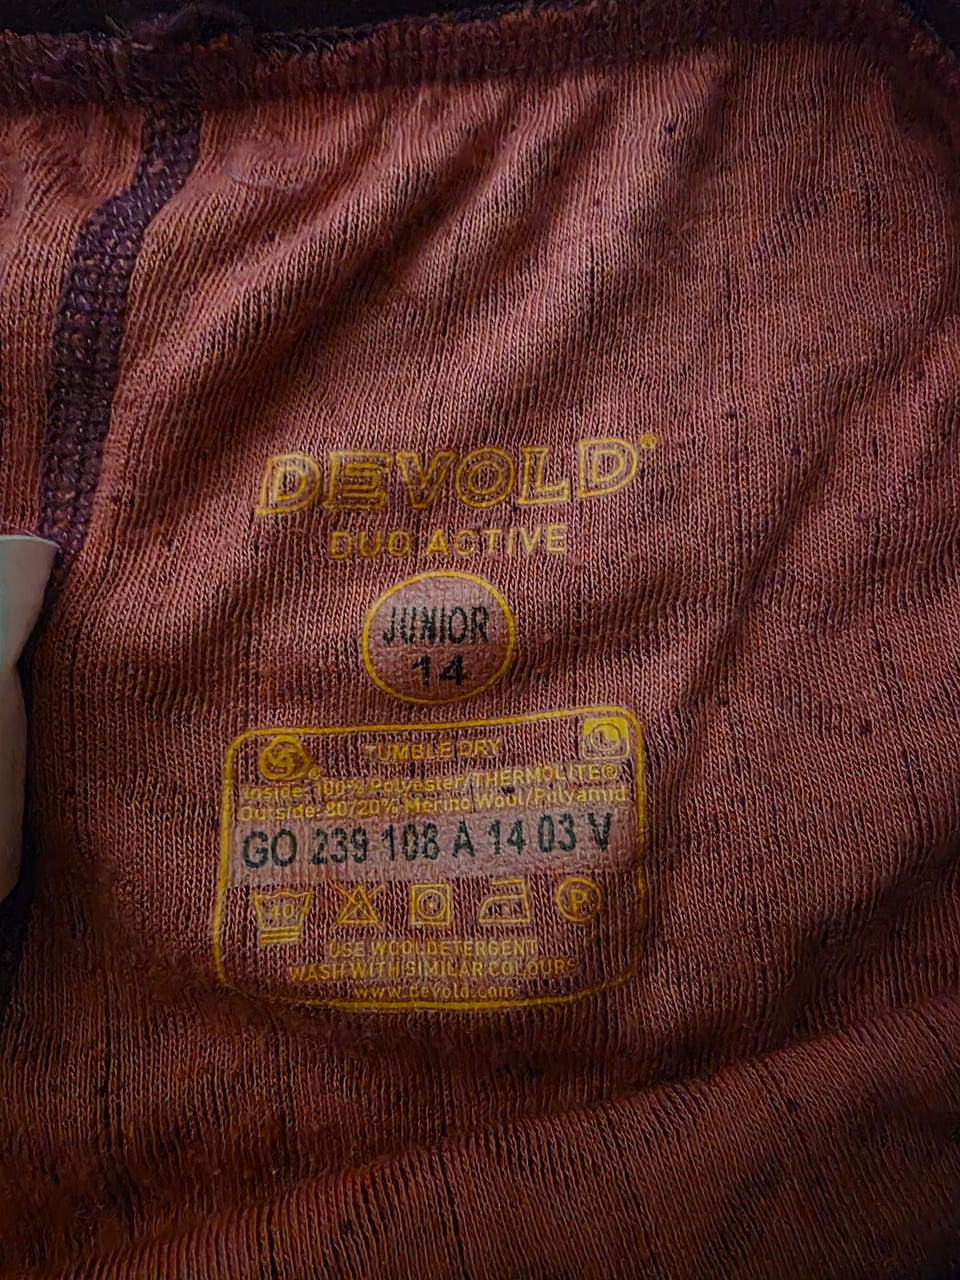 DEVOLD®
DUO ACTIVE
JUNIOR
14
TUMBLE DRY
Inside: 100% Polyester/THERMOLITE®
Outside: 80/20% Merino Wool/Polyamid
GO 239 108 A 14 03 V
40 P
USE WOOL DETERGENT
WASH WITH SIMILAR COLOURS
www.devold.com